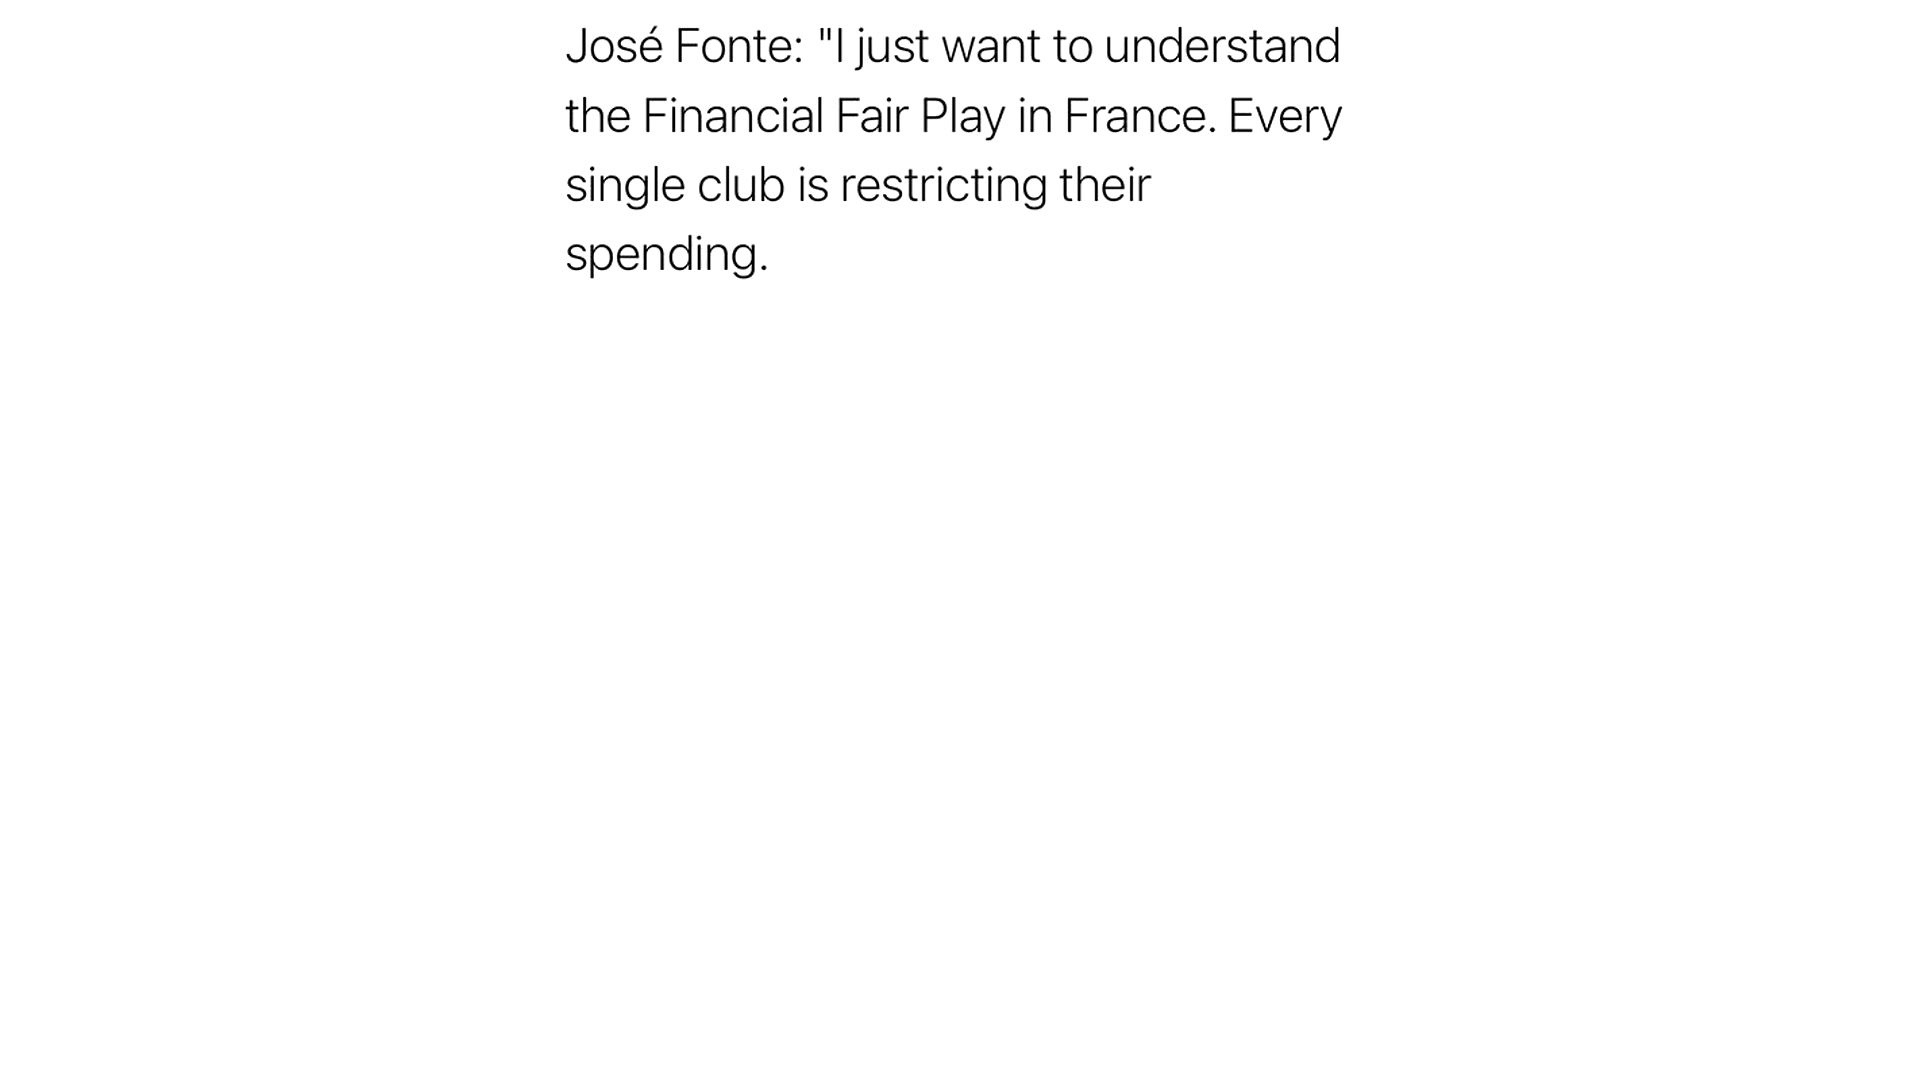 José Fonte: "I just want to understand
the Financial Fair Play in France. Every
single club is restricting their
spending.